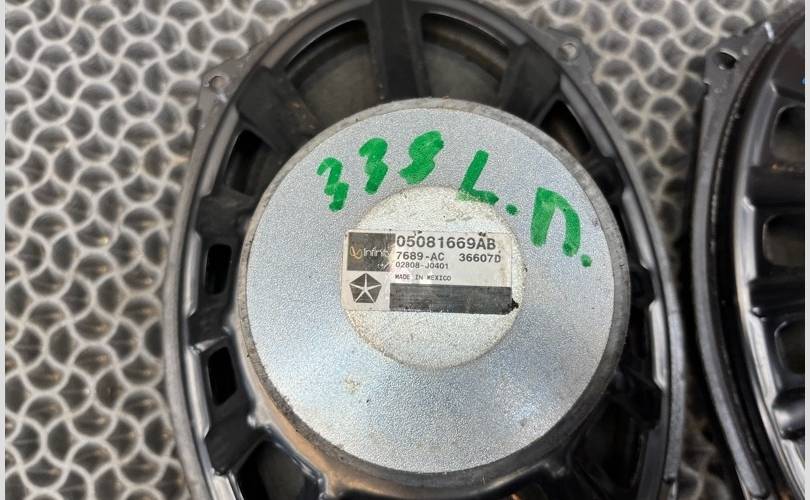 338 L.П.
Infinity
05081669AB
7689-AC 36607D
02808-J0401
MADE IN MEXICO